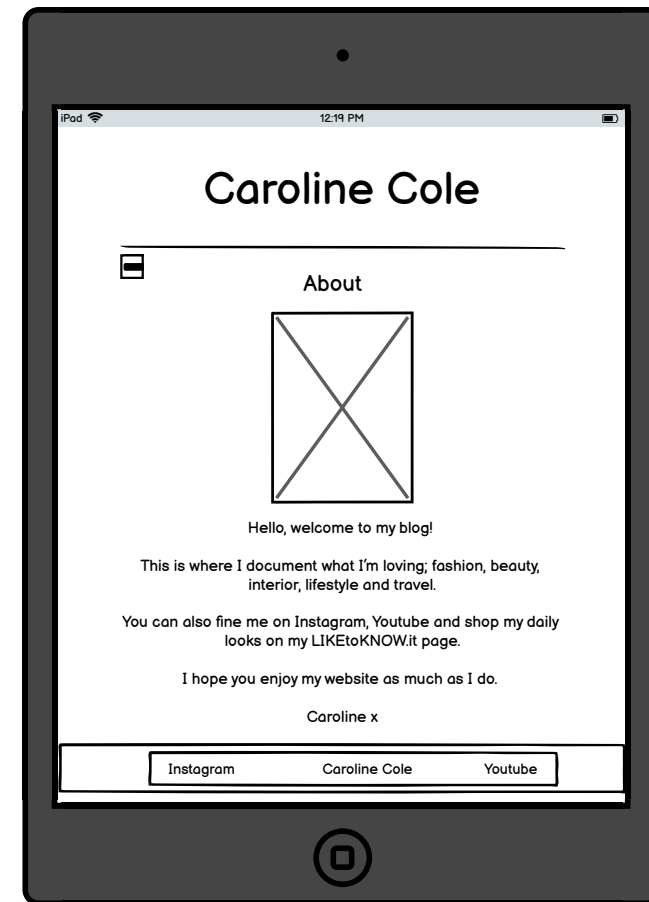 iPad 12:19 PM
Caroline Cole
About
Hello, welcome to my blog!
This is where I document what I'm loving; fashion, beauty,
interior, lifestyle and travel.
You can also fine me on Instagram, Youtube and shop my daily
looks on my LIKEtoKNOW.it page.
I hope you enjoy my website as much as I do.
Caroline x
Instagram Caroline Cole Youtube